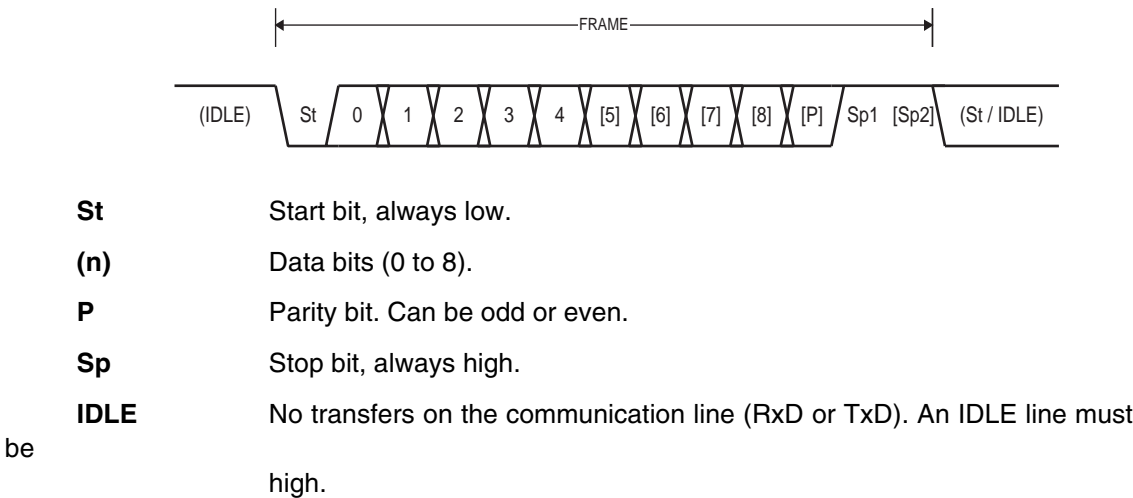 FRAME
(IDLE) St 0 1 2 3 4 [5] [6] [7] [8] [P] Sp1 [Sp2] (St / IDLE)
St Start bit, always low.
(n) Data bits (0 to 8).
P Parity bit. Can be odd or even.
Sp Stop bit, always high.
IDLE No transfers on the communication line (RxD or TxD). An IDLE line must
be
high.